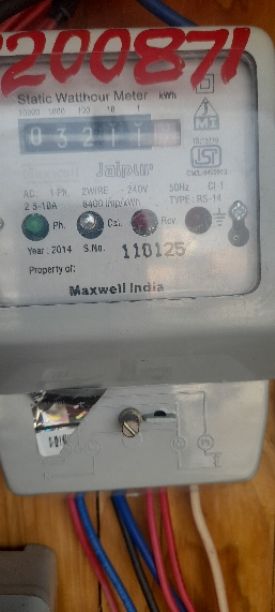 200871
Static Watthour Meter kWh
10000 1000 100 10 1
03211
Maxwell Jaipur
AC. 1-Ph. 2WIRE 240V 50Hz Cl-1
2.5-10A 6400 imp/kWh TYPE: RS-14
Ph. Cal. Rev.
Year: 2014 S.No. 110125
Property of:
Maxwell India